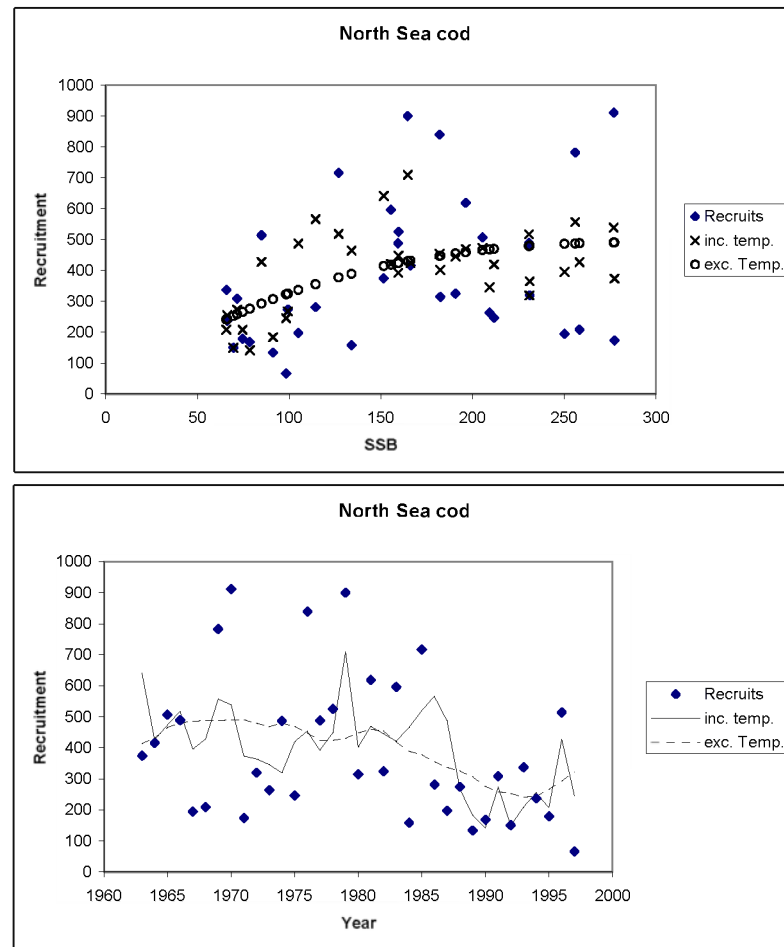 North Sea cod
1000
900
800
700
600
500
400
300
200
100
0
Recruitment
0 50 100 150 200 250 300
SSB
Recruits
inc. temp.
exc. Temp.
North Sea cod
1000
900
800
700
600
500
400
300
200
100
0
Recruitment
1960 1965 1970 1975 1980 1985 1990 1995 2000
Year
Recruits
inc. temp.
exc. Temp.